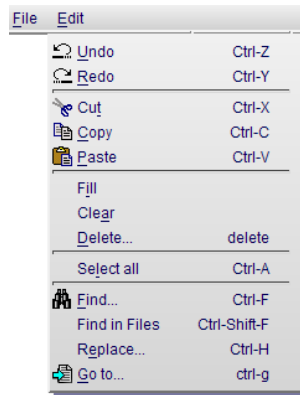 File Edit
Undo Ctrl-Z
Redo Ctrl-Y
Cut Ctrl-X
Copy Ctrl-C
Paste Ctrl-V
Fill
Clear
Delete... delete
Select all Ctrl-A
Find... Ctrl-F
Find in Files Ctrl-Shift-F
Replace... Ctrl-H
Go to... ctrl-g